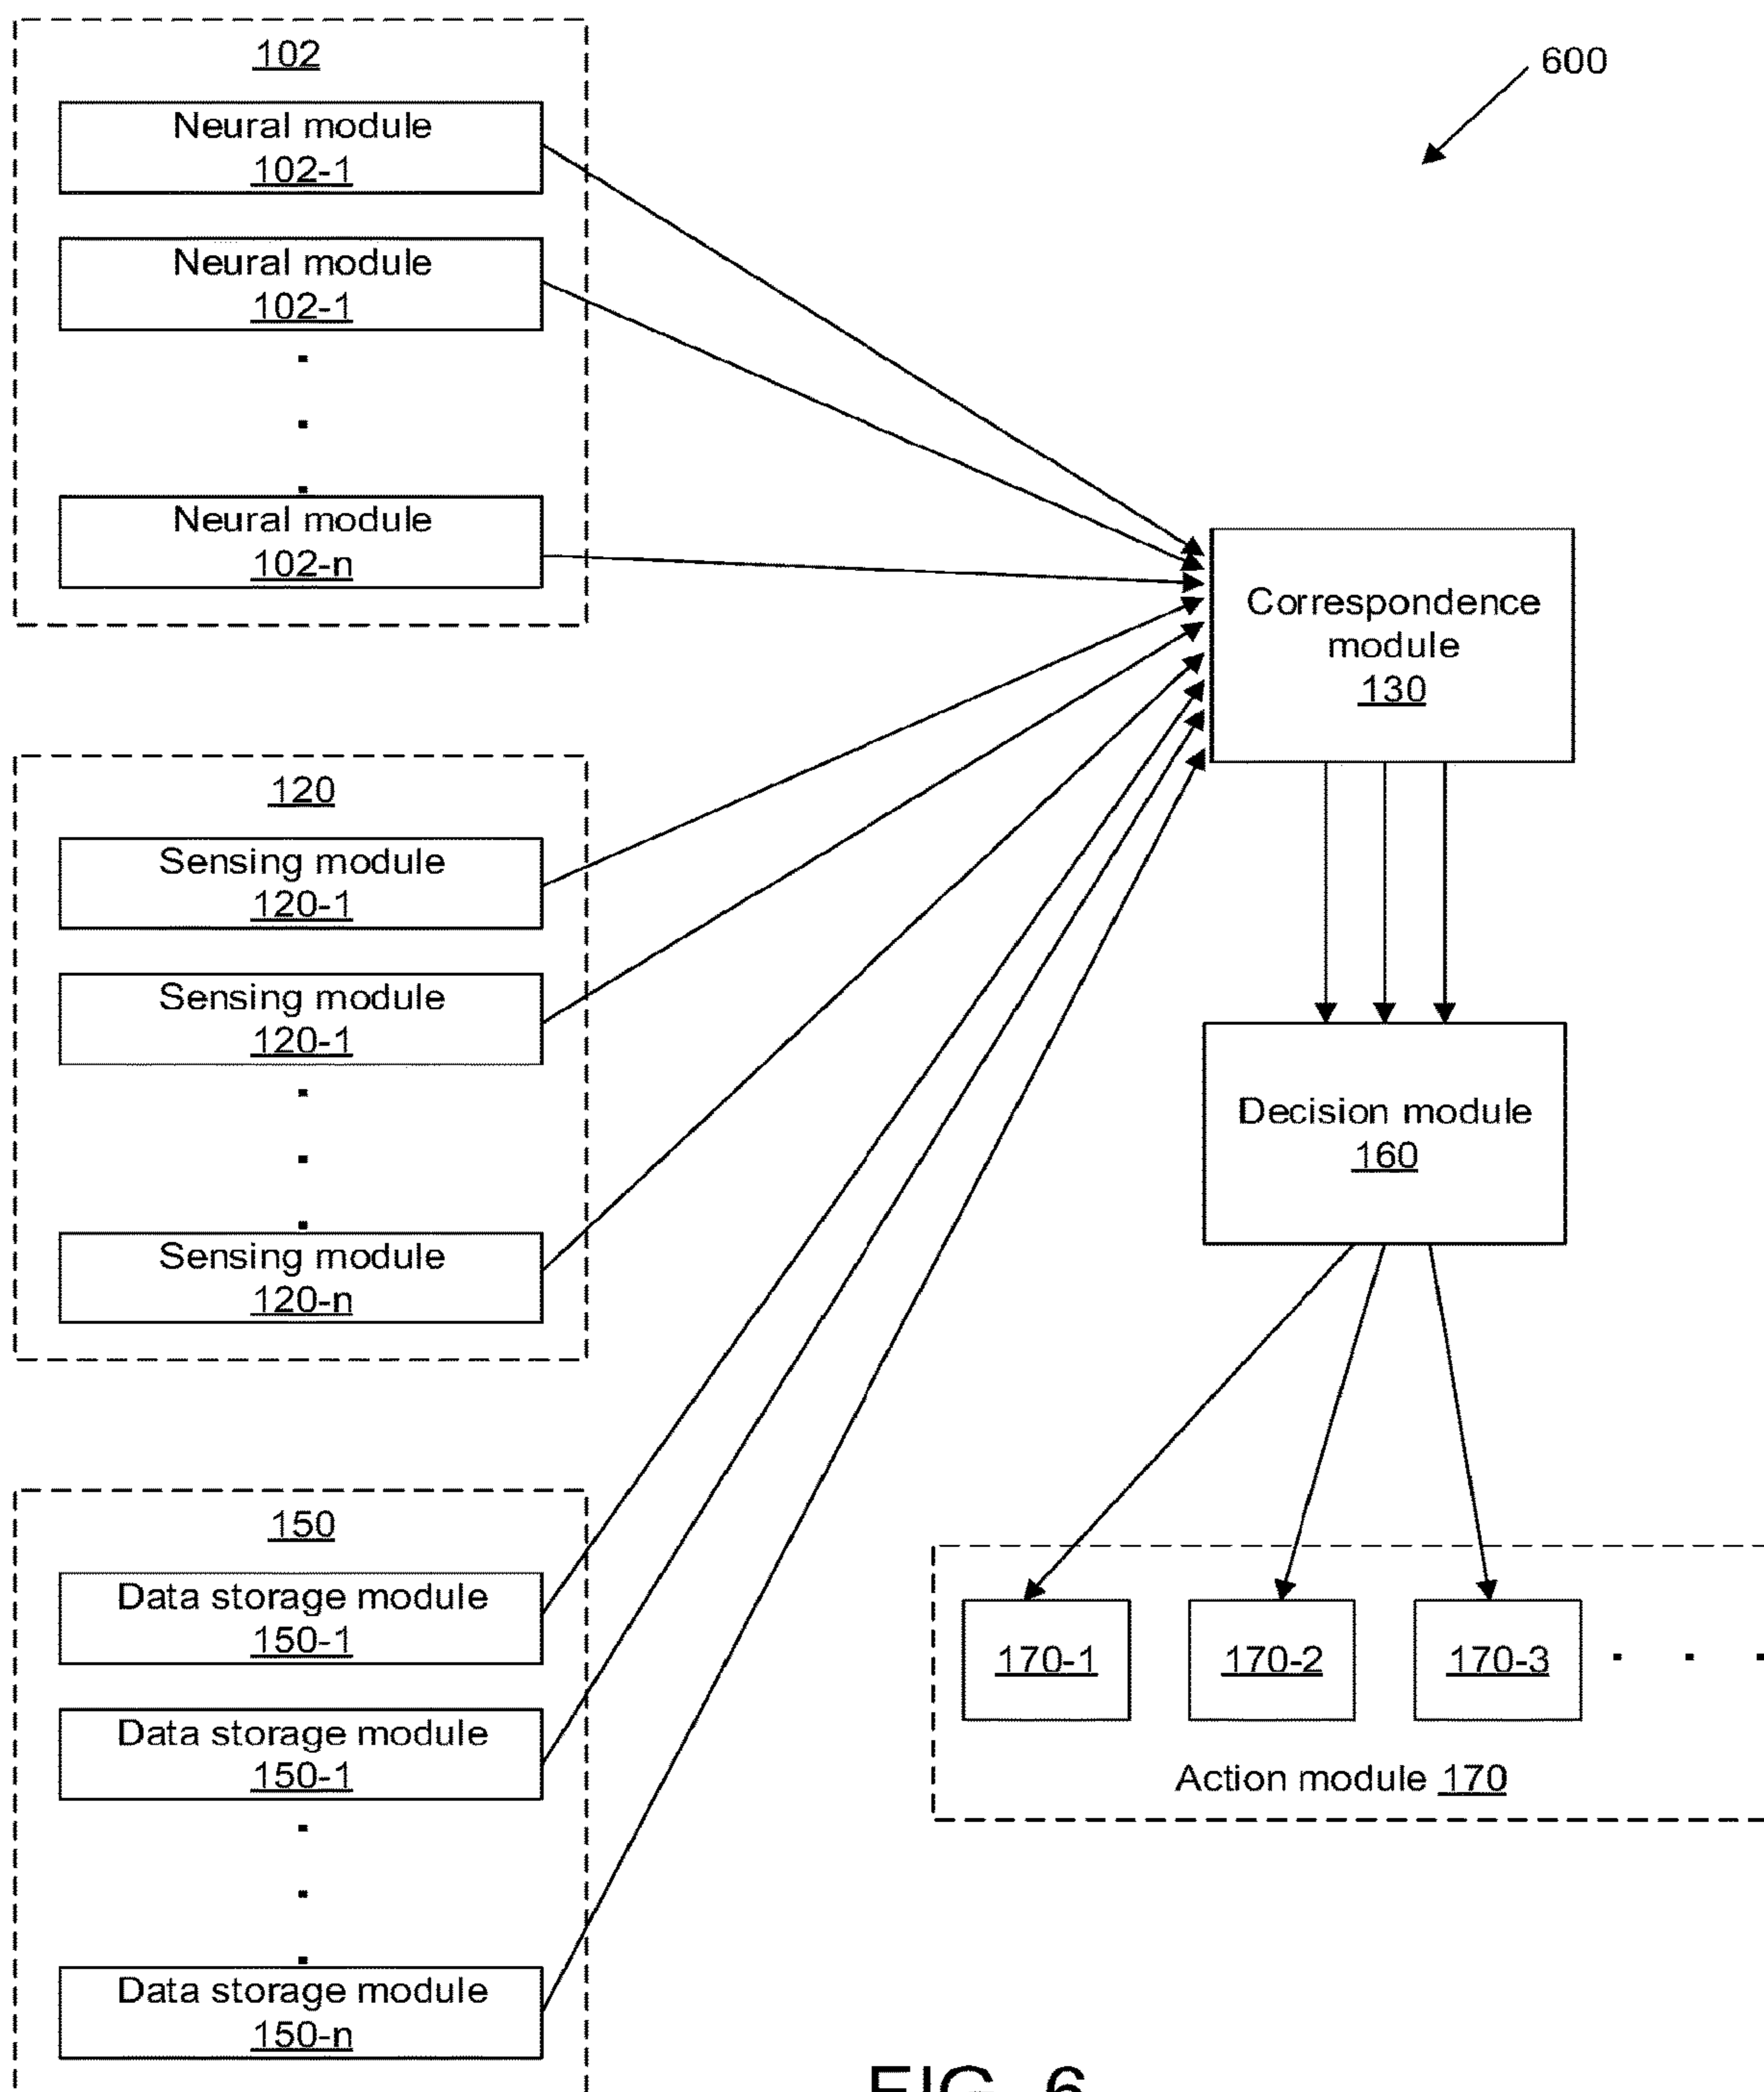 600
102
Neural module
102-1
Neural module
102-1
Neural module
102-n
120
Sensing module
120-1
Sensing module
120-1
Sensing module
120-n
150
Data storage module
150-1
Data storage module
150-1
Data storage module
150-n
Correspondence
module
130
Decision module
160
170-1
170-2
170-3
Action module 170
FIG. 6